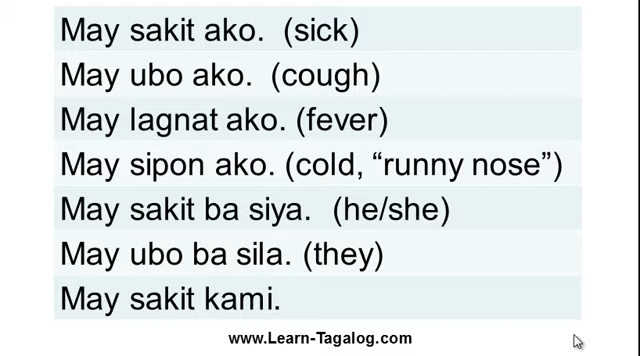 May sakit ako. (sick)
May ubo ako. (cough)
May lagnat ako. (fever)
May sipon ako. (cold, “runny nose”)
May sakit ba siya. (he/she)
May ubo ba sila. (they)
May sakit kami.
www.Learn-Tagalog.com